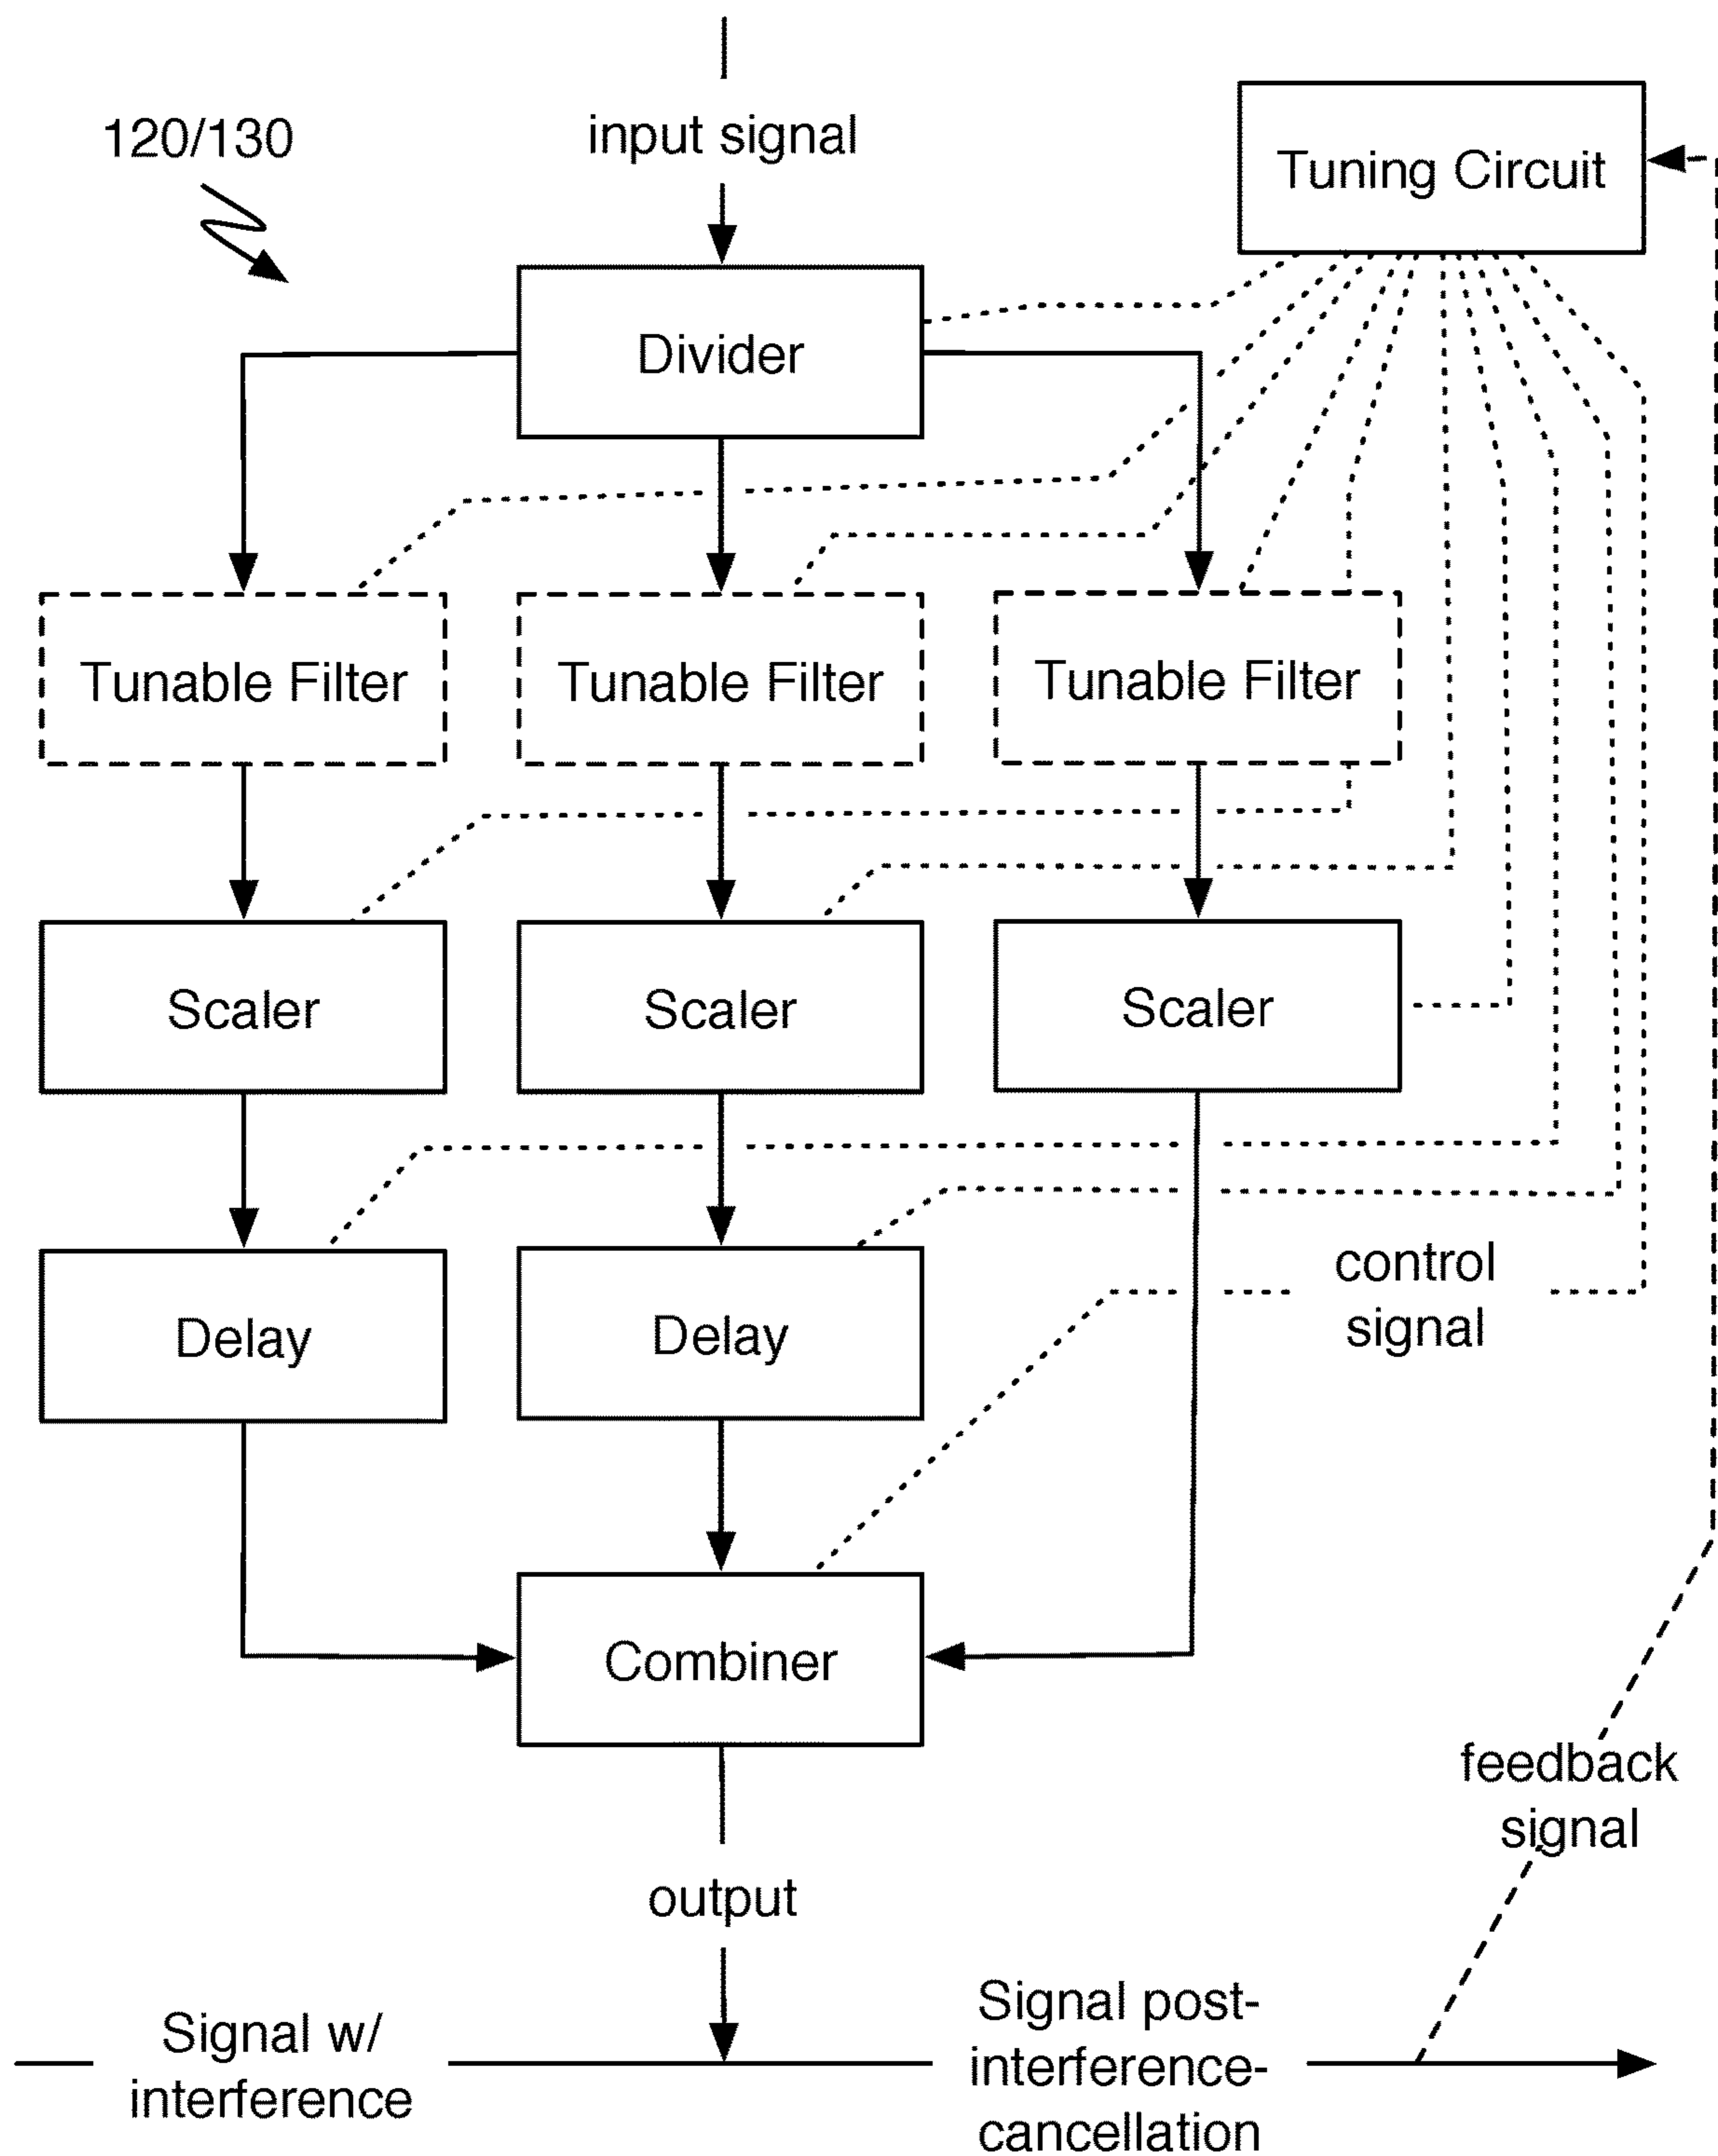 120/130
input signal
Tuning Circuit
Divider
Tunable Filter
Tunable Filter
Tunable Filter
Scaler
Scaler
Scaler
Delay
Delay
control
signal
Combiner
feedback
signal
output
Signal w/
interference
Signal post-
interference-
cancellation